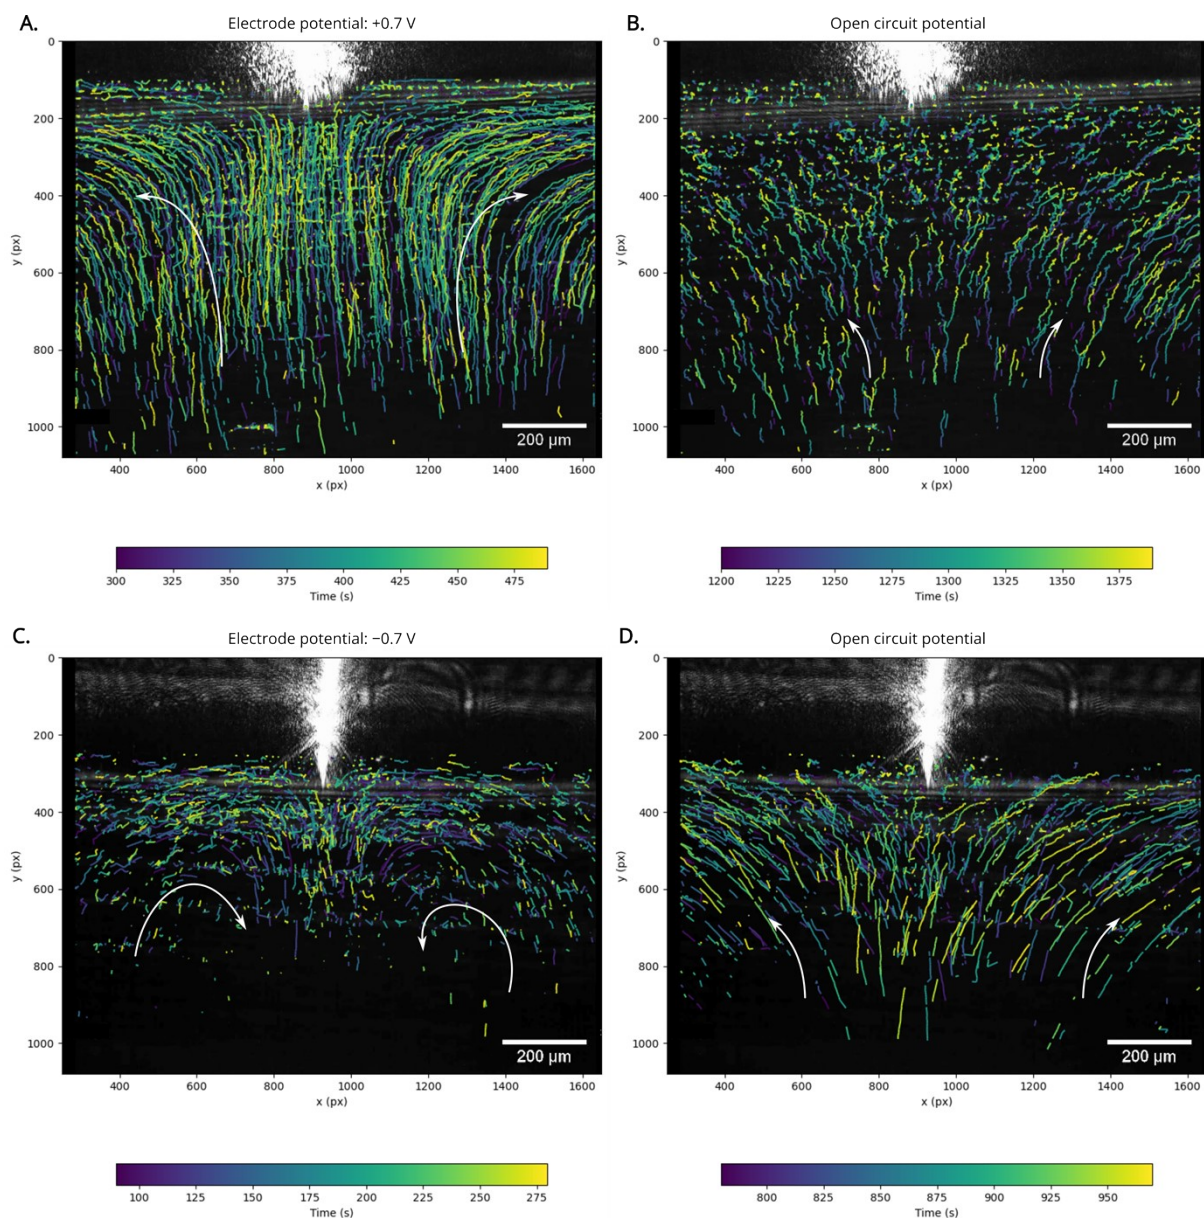 A.
Electrode potential: +0.7 V
0
200
400
600
800
1000
y (px)
200 µm
400 600 800 1000 1200 1400 1600
x (px)
300 325 350 375 400 425 450 475
Time (s)
B.
Open circuit potential
0
200
400
600
800
1000
y (px)
200 µm
400 600 800 1000 1200 1400 1600
x (px)
1200 1225 1250 1275 1300 1325 1350 1375
Time (s)
C.
Electrode potential: −0.7 V
0
200
400
600
800
1000
y (px)
200 µm
400 600 800 1000 1200 1400 1600
x (px)
100 125 150 175 200 225 250 275
Time (s)
D.
Open circuit potential
0
200
400
600
800
1000
y (px)
200 µm
400 600 800 1000 1200 1400 1600
x (px)
800 825 850 875 900 925 950
Time (s)